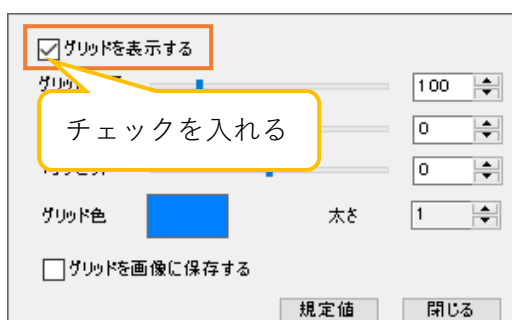 グリッドを表示する
100
チェックを入れる
0
0
グリッド色
太さ
1
グリッドを画像に保存する
規定値
閉じる